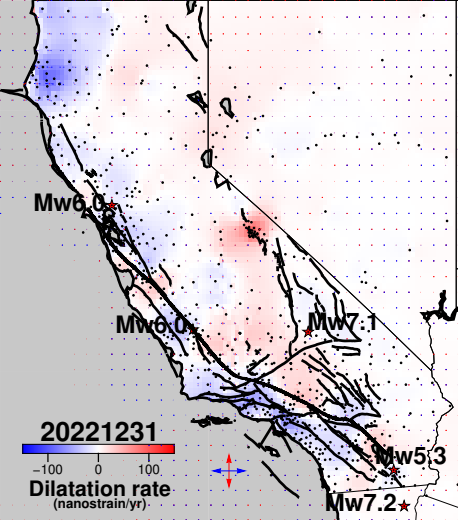 Mw6.0
Mw6.0
Mw7.1
20221231
−100 0 100
Dilatation rate
(nanostrain/yr)
Mw5.3
Mw7.2